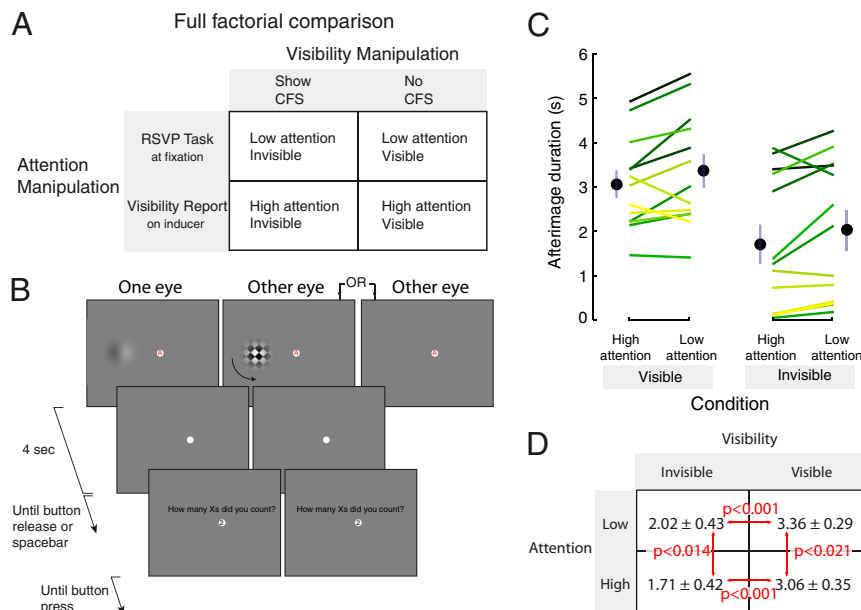 A
Full factorial comparison
Visibility Manipulation
Show
CFS
No
CFS
Attention
Manipulation
RSVP Task
at fixation
Low attention
Invisible
Low attention
Visible
Visibility Report
on inducer
High attention
Invisible
High attention
Visible
B
One eye
Other eye
OR
Other eye
A
A
A
4 sec
Until button
release or
spacebar
How many Xs did you count?
2
How many Xs did you count?
2
Until button
press
C
Afterimage duration (s)
6
5
4
3
2
1
0
High
attention
Low
attention
High
attention
Low
attention
Visible
Invisible
Condition
D
Visibility
Invisible
Visible
Attention
Low
2.02 ± 0.43
p<0.001
3.36 ± 0.29
p<0.014
p<0.021
High
1.71 ± 0.42
p<0.001
3.06 ± 0.35